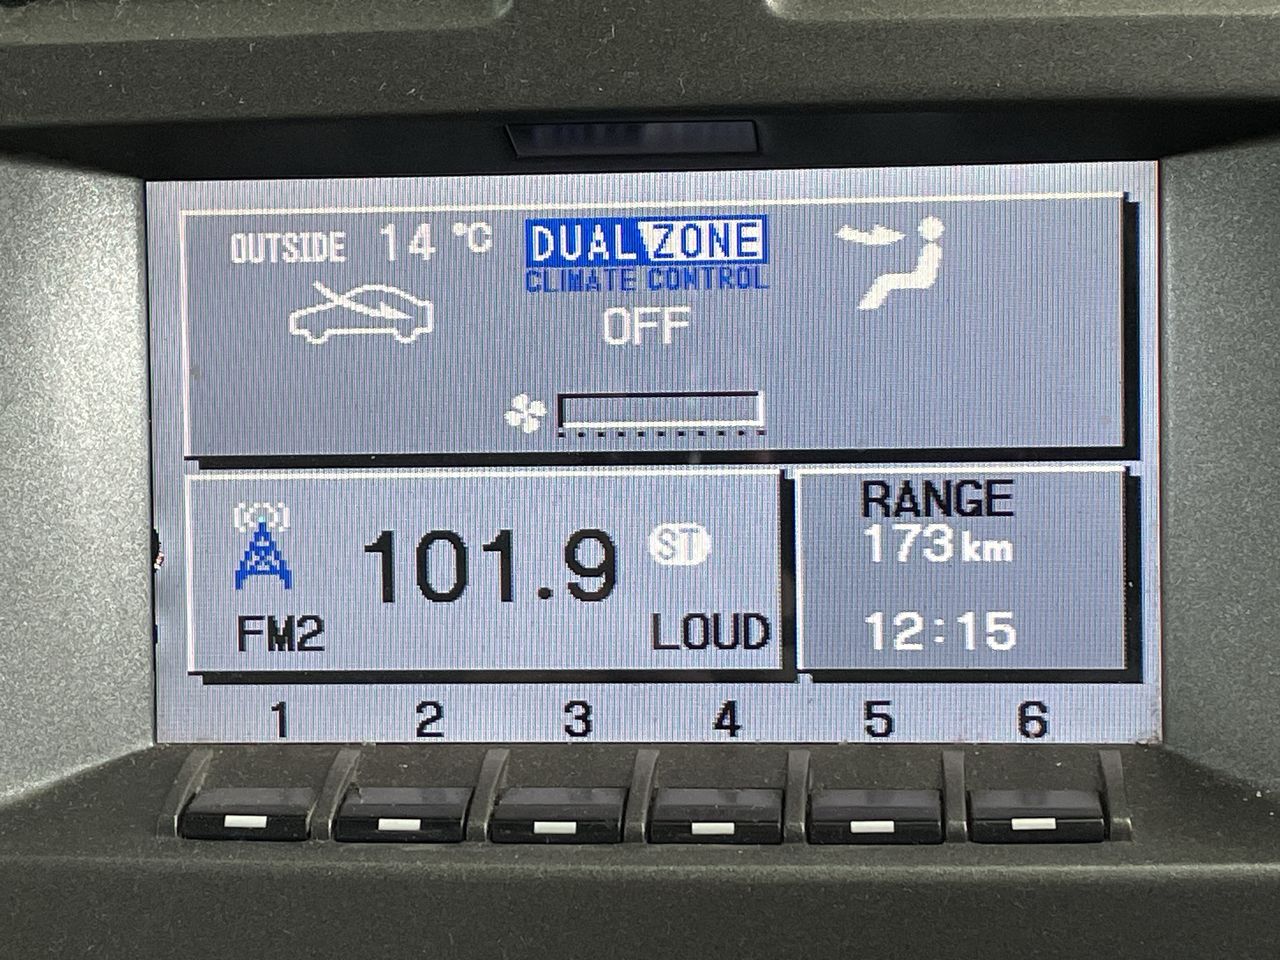 OUTSIDE 14 °C
DUAL ZONE
CLIMATE CONTROL
OFF
RANGE
173 km
101.9 ST
FM2 LOUD
12:15
1 2 3 4 5 6